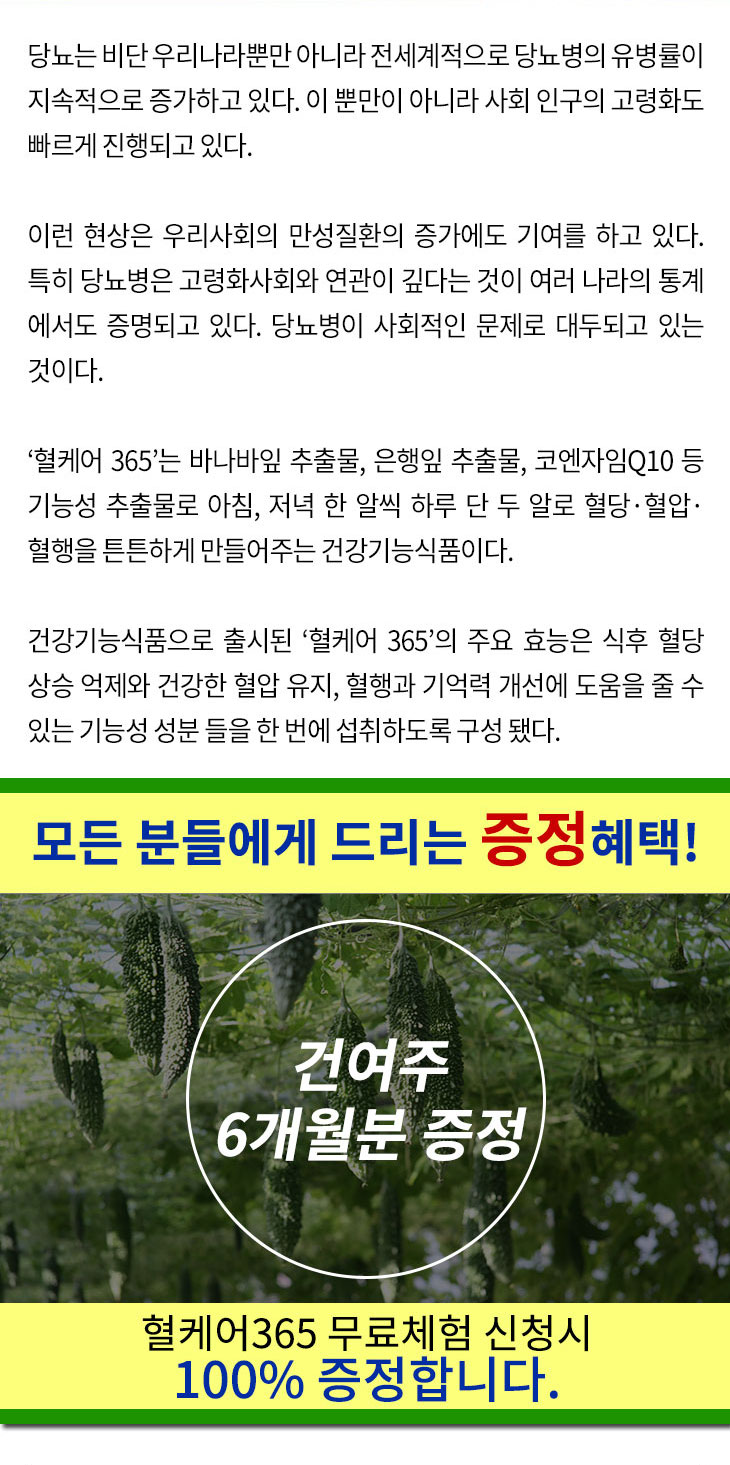 당뇨는 비단 우리나라뿐만 아니라 전세계적으로 당뇨병의 유병률이
지속적으로 증가하고 있다. 이 뿐만이 아니라 사회 인구의 고령화도
빠르게 진행되고 있다.
이런 현상은 우리사회의 만성질환의 증가에도 기여를 하고 있다.
특히 당뇨병은 고령화사회와 연관이 깊다는 것이 여러 나라의 통계
에서도 증명되고 있다. 당뇨병이 사회적인 문제로 대두되고 있는
것이다.
‘혈케어 365’는 바나바잎 추출물, 은행잎 추출물, 코엔자임Q10 등
기능성 추출물로 아침, 저녁 한 알씩 하루 단 두 알로 혈당·혈압·
혈행을 튼튼하게 만들어주는 건강기능식품이다.
건강기능식품으로 출시된 ‘혈케어 365’의 주요 효능은 식후 혈당
상승 억제와 건강한 혈압 유지, 혈행과 기억력 개선에 도움을 줄 수
있는 기능성 성분 들을 한 번에 섭취하도록 구성 됐다.
모든 분들에게 드리는 증정혜택!
건여주
6개월분 증정
혈케어365 무료체험 신청시
100% 증정합니다.